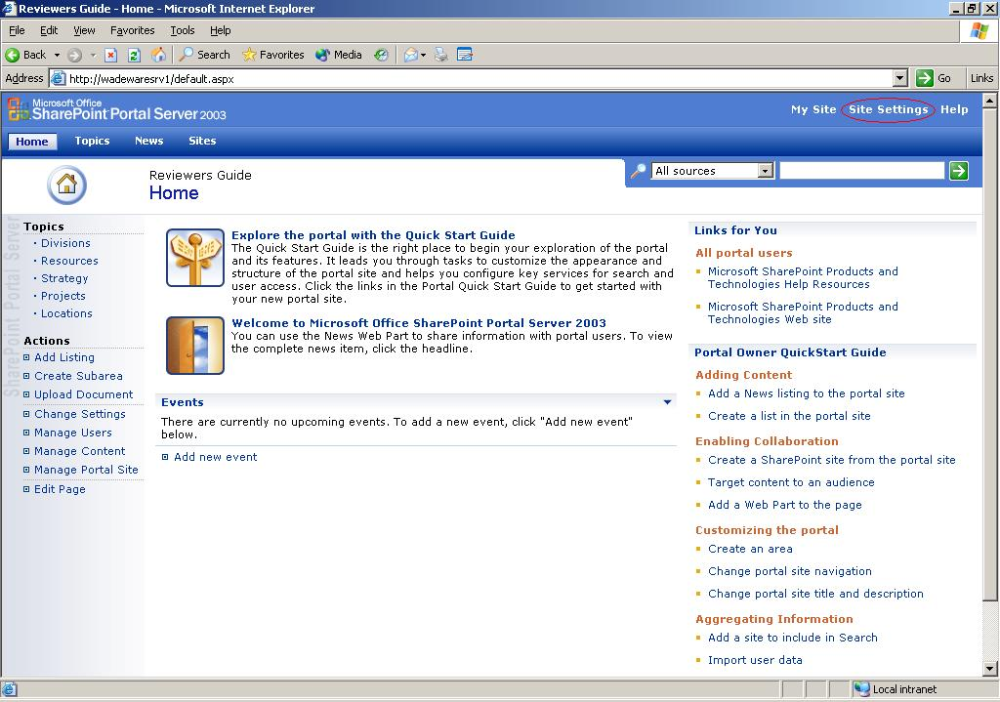 Reviewers Guide - Home - Microsoft Internet Explorer
File Edit View Favorites Tools Help
Back Search Favorites Media
Address http://wadewaresrv1/default.aspx Go Links
Microsoft Office
SharePoint Portal Server 2003
My Site Site Settings Help
Home Topics News Sites
All sources
Reviewers Guide
Home
SharePoint Portal Server
Topics
Divisions
Resources
Strategy
Projects
Locations
Actions
Add Listing
Create Subarea
Upload Document
Change Settings
Manage Users
Manage Content
Manage Portal Site
Edit Page
Explore the portal with the Quick Start Guide
The Quick Start Guide is the right place to begin your exploration of the portal
and its features. It leads you through tasks to customize the appearance and
structure of the portal site and helps you configure key services for search and
user access. Click the links in the Portal Quick Start Guide to get started with
your new portal site.
Welcome to Microsoft Office SharePoint Portal Server 2003
You can use the News Web Part to share information with portal users. To view
the complete news item, click the headline.
Events
There are currently no upcoming events. To add a new event, click "Add new event"
below.
Add new event
Links for You
All portal users
Microsoft SharePoint Products and
Technologies Help Resources
Microsoft SharePoint Products and
Technologies Web site
Portal Owner QuickStart Guide
Adding Content
Add a News listing to the portal site
Create a list in the portal site
Enabling Collaboration
Create a SharePoint site from the portal site
Target content to an audience
Add a Web Part to the page
Customizing the portal
Create an area
Change portal site navigation
Change portal site title and description
Aggregating Information
Add a site to include in Search
Import user data
Local intranet